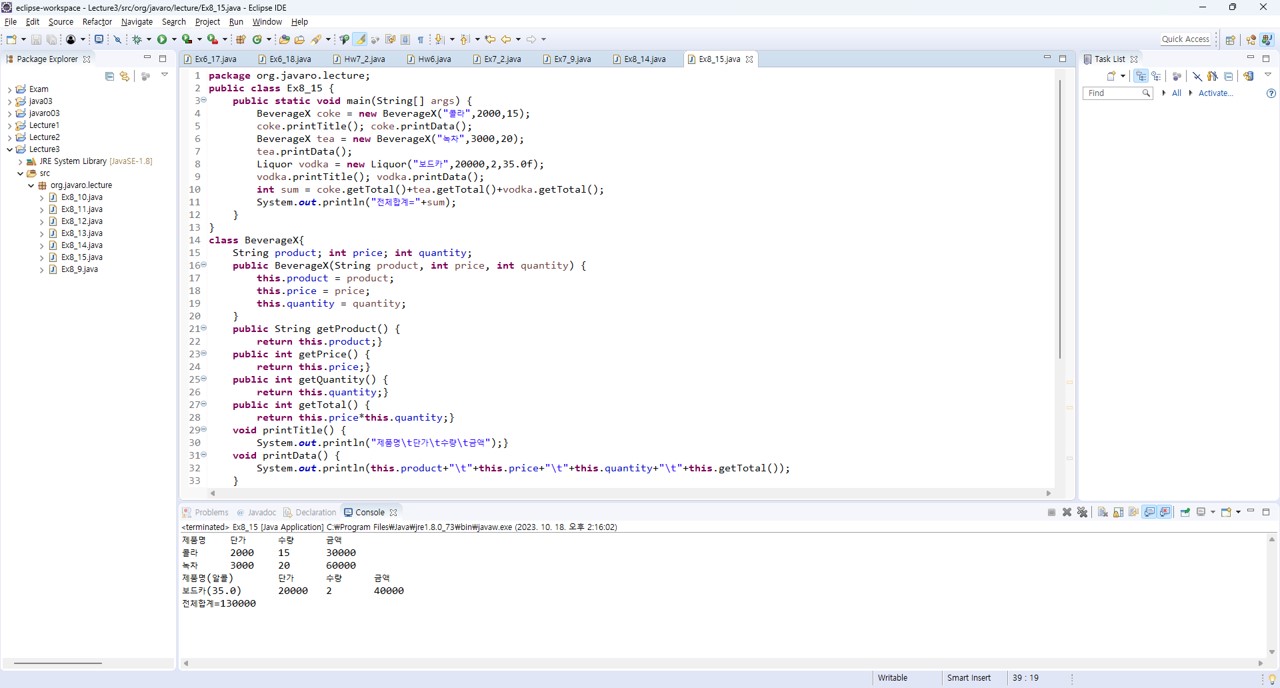 eclipse-workspace - Lecture3/src/org/javaro/lecture/Ex8_15.java - Eclipse IDE
File Edit Source Refactor Navigate Search Project Run Window Help
Quick Access
Package Explorer
Ex6_17.java Ex6_18.java Hw7_2.java Hw6.java Ex7_2.java Ex7_9.java Ex8_14.java Ex8_15.java
Task List
Find All Activate...
Exam
java03
javaro03
Lecture1
Lecture2
Lecture3
JRE System Library [JavaSE-1.8]
src
org.javaro.lecture
Ex8_10.java
Ex8_11.java
Ex8_12.java
Ex8_13.java
Ex8_14.java
Ex8_15.java
Ex8_9.java
1 package org.javaro.lecture;
2 public class Ex8_15 {
3 public static void main(String[] args) {
4 BeverageX coke = new BeverageX("콜라",2000,15);
5 coke.printTitle(); coke.printData();
6 BeverageX tea = new BeverageX("녹차",3000,20);
7 tea.printData();
8 Liquor vodka = new Liquor("보드카",20000,2,35.0f);
9 vodka.printTitle(); vodka.printData();
10 int sum = coke.getTotal()+tea.getTotal()+vodka.getTotal();
11 System.out.println("전체합계="+sum);
12 }
13 }
14 class BeverageX{
15 String product; int price; int quantity;
16 public BeverageX(String product, int price, int quantity) {
17 this.product = product;
18 this.price = price;
19 this.quantity = quantity;
20 }
21 public String getProduct() {
22 return this.product;}
23 public int getPrice() {
24 return this.price;}
25 public int getQuantity() {
26 return this.quantity;}
27 public int getTotal() {
28 return this.price*this.quantity;}
29 void printTitle() {
30 System.out.println("제품명\t단가\t수량\t금액");}
31 void printData() {
32 System.out.println(this.product+"\t"+this.price+"\t"+this.quantity+"\t"+this.getTotal());
33 }
Problems Javadoc Declaration Console
<terminated> Ex8_15 [Java Application] C:₩Program Files₩Java₩jre1.8.0_73₩bin₩javaw.exe (2023. 10. 18. 오후 2:16:02)
제품명 단가 수량 금액
콜라 2000 15 30000
녹차 3000 20 60000
제품명(알콜) 단가 수량 금액
보드카(35.0) 20000 2 40000
전체합계=130000
Writable Smart Insert 39 : 19